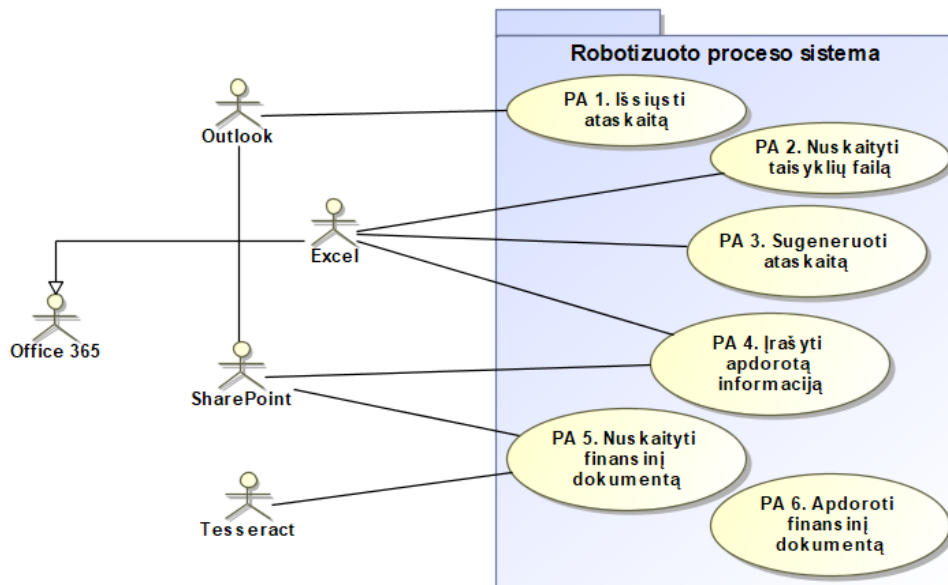 Robotizuoto proceso sistema
PA 1. Išsiųsti
ataskaitą
Outlook
PA 2. Nuskaityti
taisyklių failą
PA 3. Sugeneruoti
ataskaitą
Excel
Office 365
PA 4. Įrašyti
apdorotą
informaciją
SharePoint
PA 5. Nuskaityti
finansinį
dokumentą
Tesseract
PA 6. Apdoroti
finansinį
dokumentą